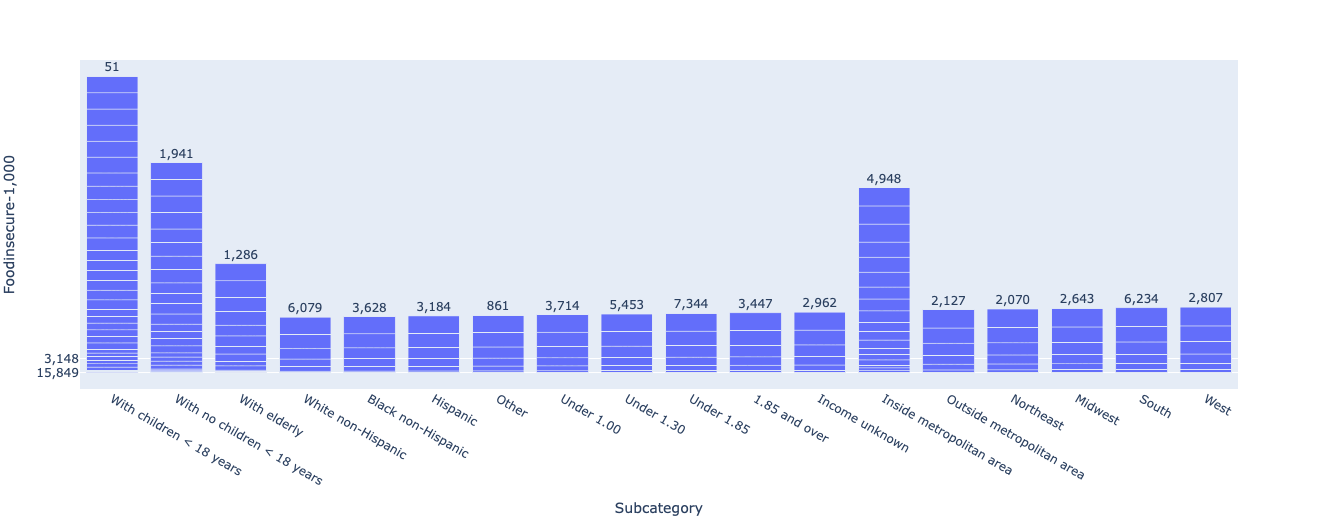 51
1,941
1,286
6,079
3,628
3,184
861
3,714
5,453
7,344
3,447
2,962
4,948
2,127
2,070
2,643
6,234
2,807
Foodinsecure-1,000
3,148
15,849
With children < 18 years
With no children < 18 years
With elderly
White non-Hispanic
Black non-Hispanic
Hispanic
Other
Under 1.00
Under 1.30
Under 1.85
1.85 and over
Income unknown
Inside metropolitan area
Outside metropolitan area
Northeast
Midwest
South
West
Subcategory